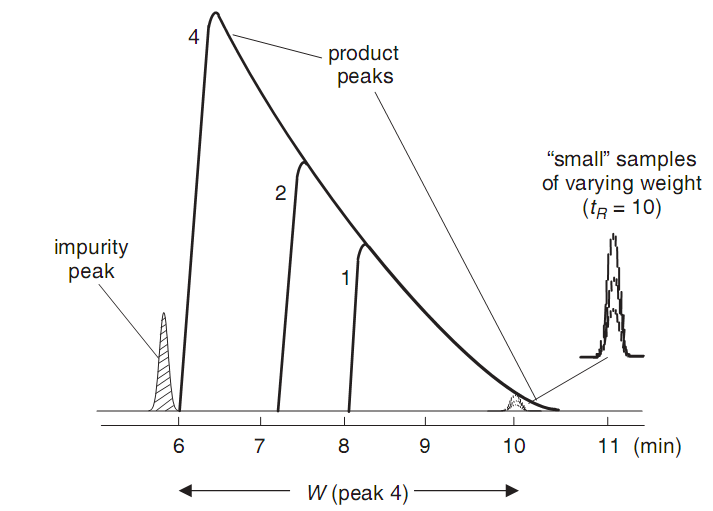 4
product
peaks
"small" samples
of varying weight
(tR = 10)
2
impurity
peak
1
6 7 8 9 10 11 (min)
W (peak 4)